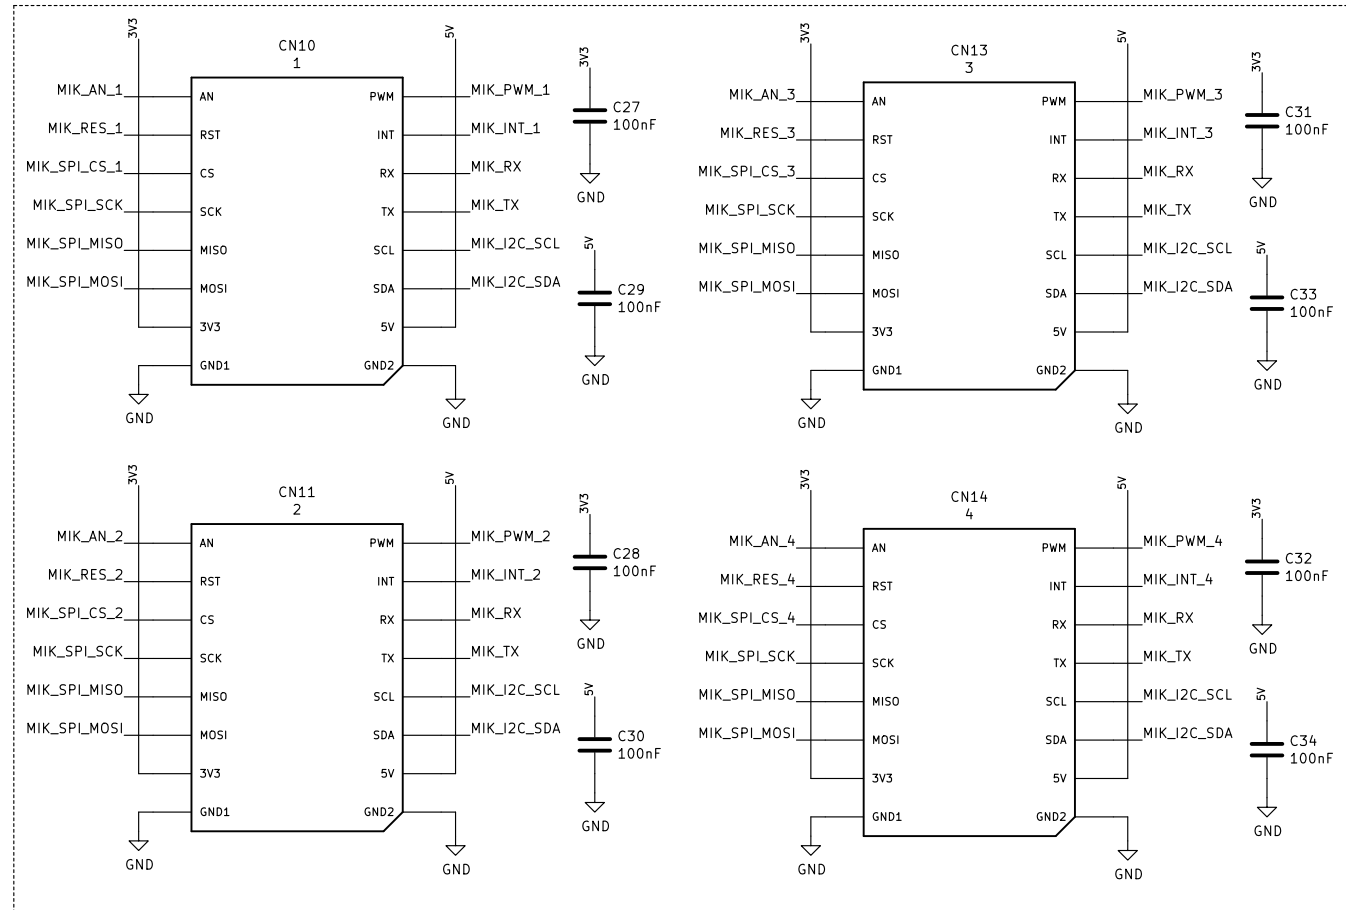 3V3
5V
CN10
1
MIK_AN_1 AN PWM MIK_PWM_1
MIK_RES_1 RST INT MIK_INT_1
MIK_SPI_CS_1 CS RX MIK_RX
MIK_SPI_SCK SCK TX MIK_TX
MIK_SPI_MISO MISO SCL MIK_I2C_SCL
MIK_SPI_MOSI MOSI SDA MIK_I2C_SDA
3V3 5V
GND1 GND2
GND
GND
3V3
C27
100nF
GND
5V
C29
100nF
GND
3V3
5V
CN13
3
MIK_AN_3 AN PWM MIK_PWM_3
MIK_RES_3 RST INT MIK_INT_3
MIK_SPI_CS_3 CS RX MIK_RX
MIK_SPI_SCK SCK TX MIK_TX
MIK_SPI_MISO MISO SCL MIK_I2C_SCL
MIK_SPI_MOSI MOSI SDA MIK_I2C_SDA
3V3 5V
GND1 GND2
GND
GND
3V3
C31
100nF
GND
5V
C33
100nF
GND
3V3
5V
CN11
2
MIK_AN_2 AN PWM MIK_PWM_2
MIK_RES_2 RST INT MIK_INT_2
MIK_SPI_CS_2 CS RX MIK_RX
MIK_SPI_SCK SCK TX MIK_TX
MIK_SPI_MISO MISO SCL MIK_I2C_SCL
MIK_SPI_MOSI MOSI SDA MIK_I2C_SDA
3V3 5V
GND1 GND2
GND
GND
3V3
C28
100nF
GND
5V
C30
100nF
GND
3V3
5V
CN14
4
MIK_AN_4 AN PWM MIK_PWM_4
MIK_RES_4 RST INT MIK_INT_4
MIK_SPI_CS_4 CS RX MIK_RX
MIK_SPI_SCK SCK TX MIK_TX
MIK_SPI_MISO MISO SCL MIK_I2C_SCL
MIK_SPI_MOSI MOSI SDA MIK_I2C_SDA
3V3 5V
GND1 GND2
GND
GND
3V3
C32
100nF
GND
5V
C34
100nF
GND